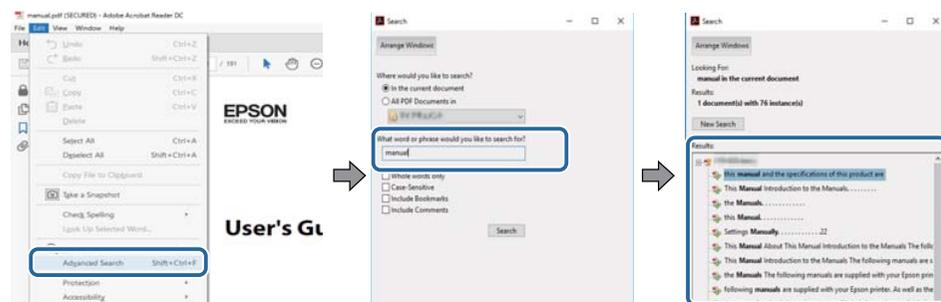 manual.pdf (SECURED) - Adobe Acrobat Reader DC
File Edit View Window Help
Undo Ctrl+Z
Redo Shift+Ctrl+Z
Cut Ctrl+X
Copy Ctrl+C
Paste Ctrl+V
Delete
Select All Ctrl+A
Deselect All Shift+Ctrl+A
Copy File to Clipboard
Take a Snapshot
Check Spelling
Look Up Selected Word...
Advanced Search Shift+Ctrl+F
Protection
Accessibility
/ 191
EPSON
EXCEED YOUR VISION
User's Gu
Search
Arrange Windows
Where would you like to search?
In the current document
All PDF Documents in
What word or phrase would you like to search for?
manual
Whole words only
Case-Sensitive
Include Bookmarks
Include Comments
Search
Search
Arrange Windows
Looking For:
manual in the current document
Results:
1 document(s) with 76 instance(s)
New Search
Results:
this manual and the specifications of this product are
This Manual Introduction to the Manuals.........
the Manuals.............
this Manual.............
Settings Manually.............22
This Manual About This Manual Introduction to the Manuals The follo
This Manual Introduction to the Manuals The following manuals are s
the Manuals The following manuals are supplied with your Epson prin
following manuals are supplied with your Epson printer. As well as the